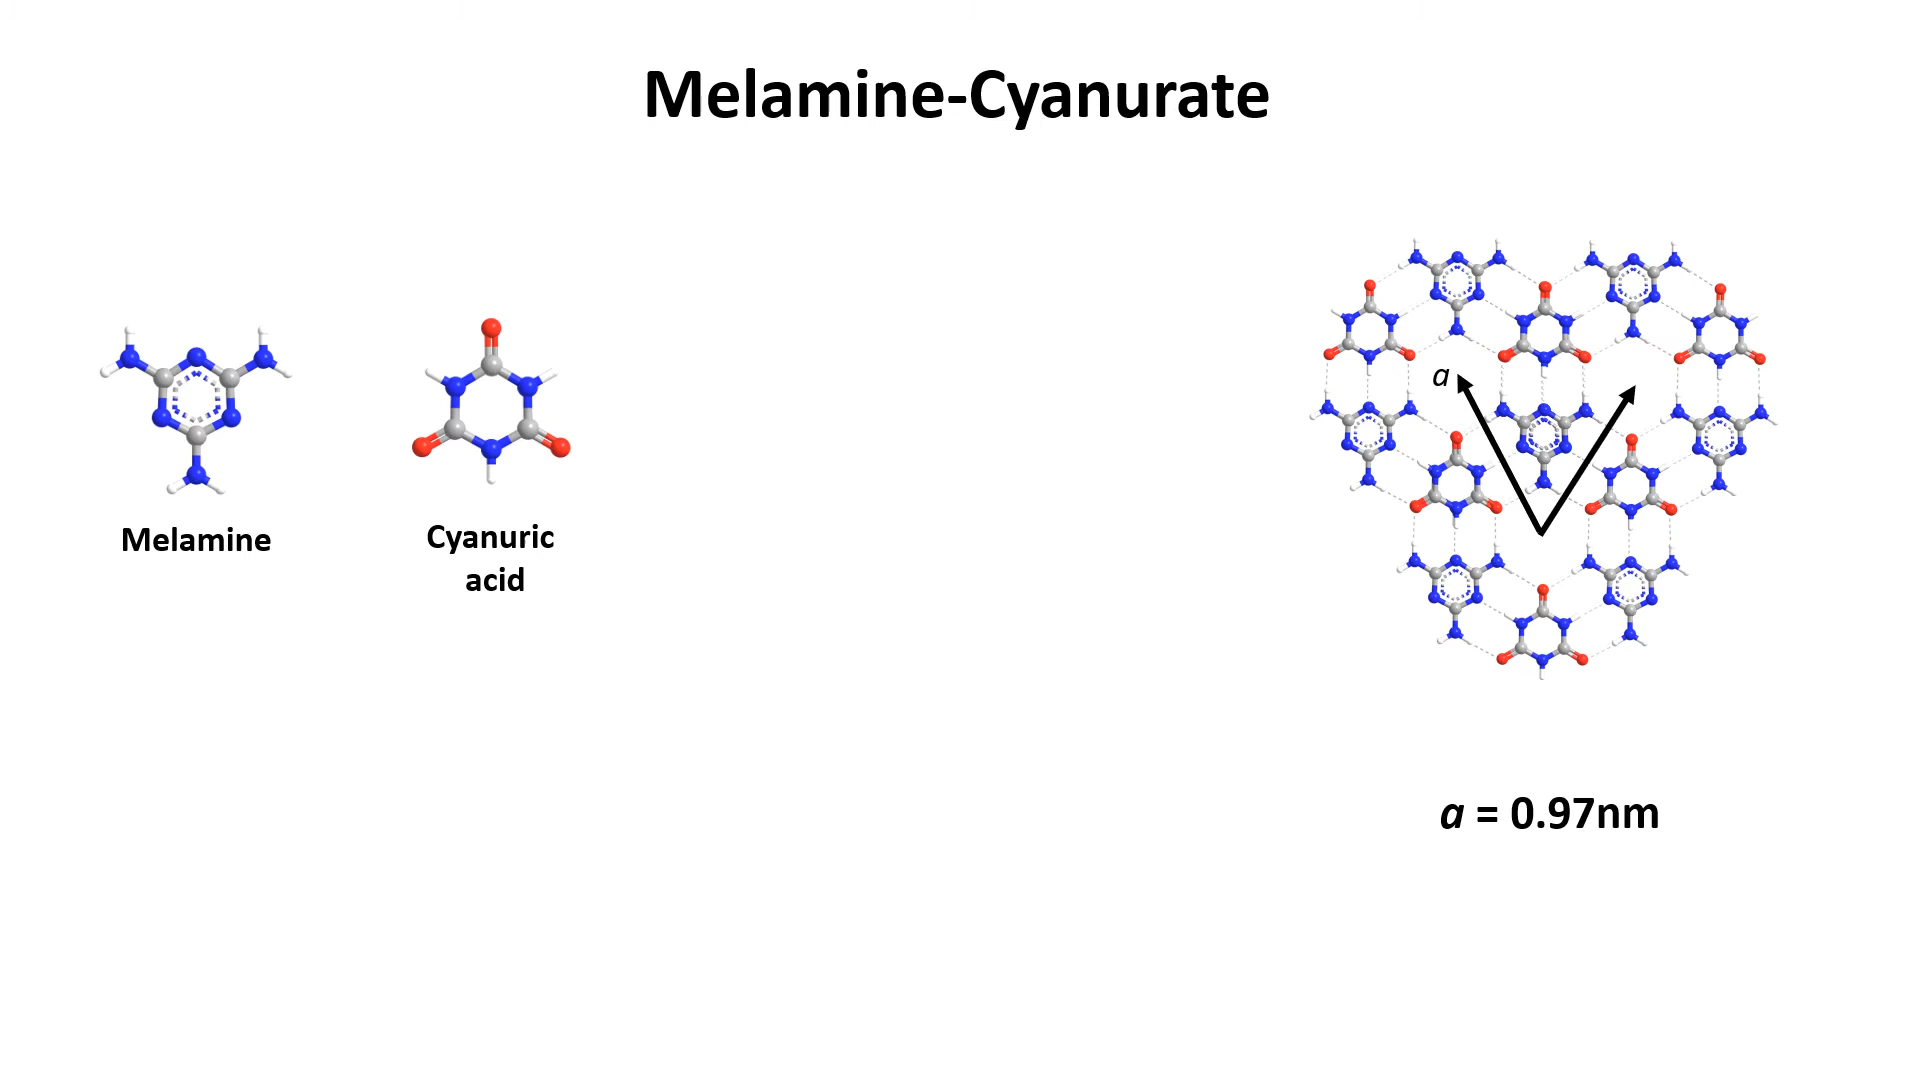 Melamine-Cyanurate
Melamine
Cyanuric
acid
a
a = 0.97nm